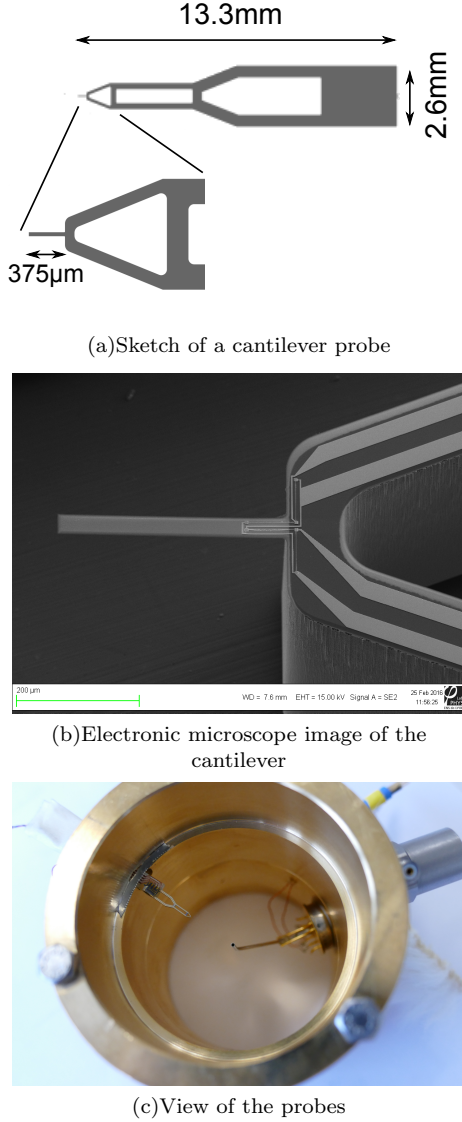 13.3mm
2.6mm
375µm
(a)Sketch of a cantilever probe
200 µm
WD = 7.6 mm EHT = 15.00 kV Signal A = SE2
25 Feb 2016
11:56:25
(b)Electronic microscope image of the
cantilever
(c)View of the probes